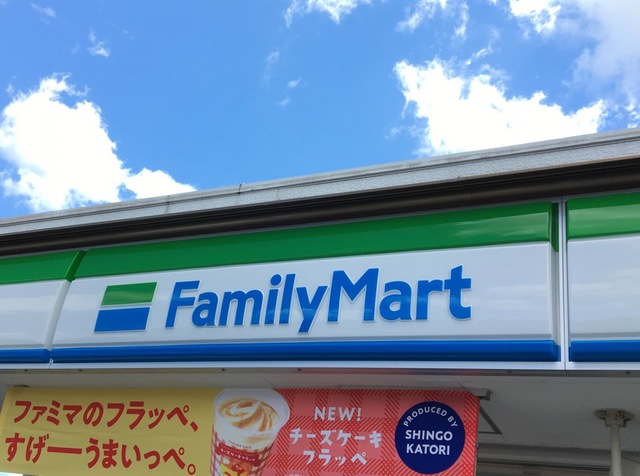 FamilyMart
ファミマのフラッペ、
すげーーうまいっぺ。
NEW!
チーズケーキ
フラッペ
PRODUCED BY
SHINGO
KATORI